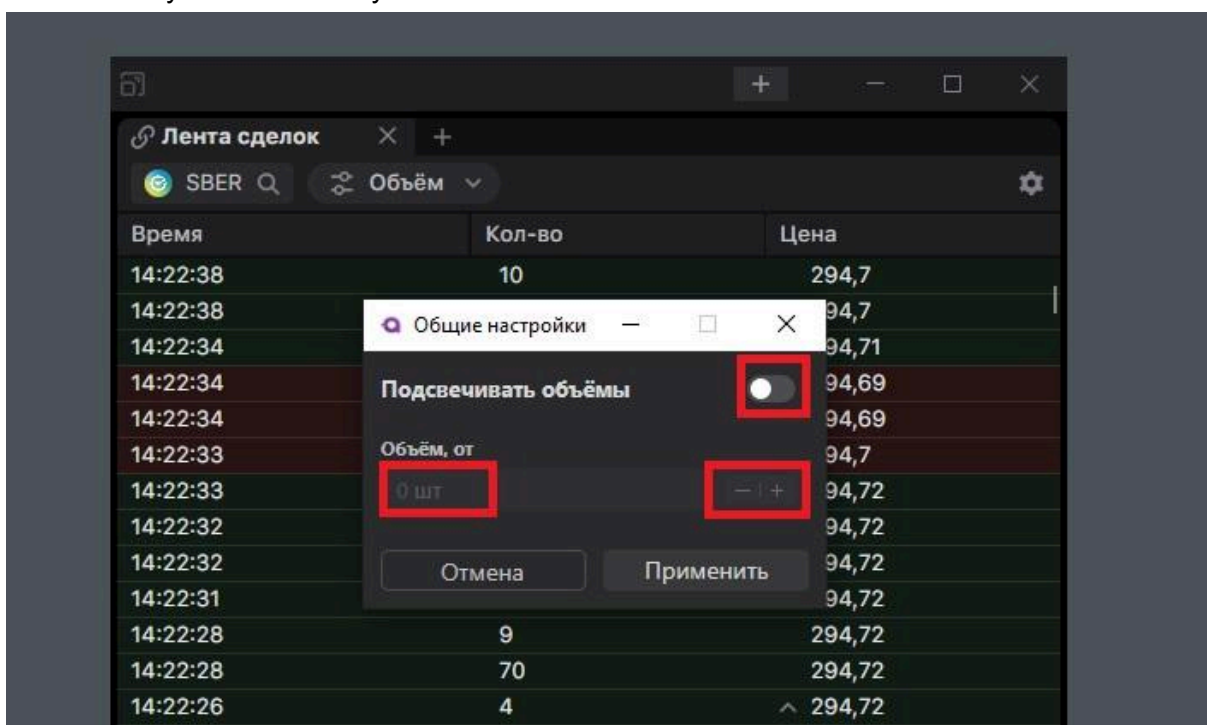 Лента сделок
SBER Объём
Время Кол-во Цена
14:22:38 10 294,7
14:22:38 94,7
Общие настройки
14:22:34 94,71
Подсвечивать объёмы
14:22:34 94,69
14:22:34 94,69
Объём, от
14:22:33 94,7
0 шт
14:22:33 94,72
14:22:32 94,72
Отмена Применить
14:22:32 94,72
14:22:31 94,72
14:22:28 9 294,72
14:22:28 70 294,72
14:22:26 4 294,72